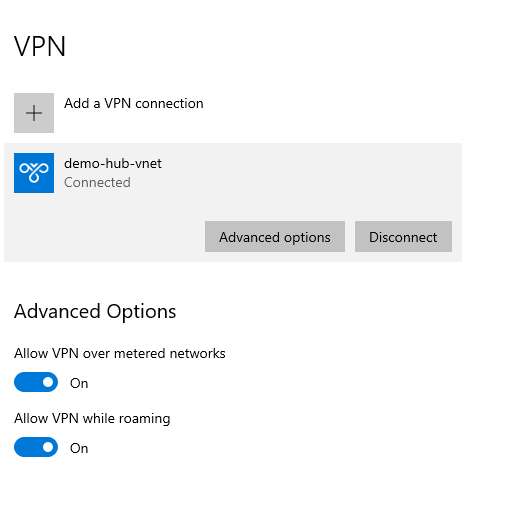 VPN
Add a VPN connection
demo-hub-vnet
Connected
Advanced options
Disconnect
Advanced Options
Allow VPN over metered networks
On
Allow VPN while roaming
On